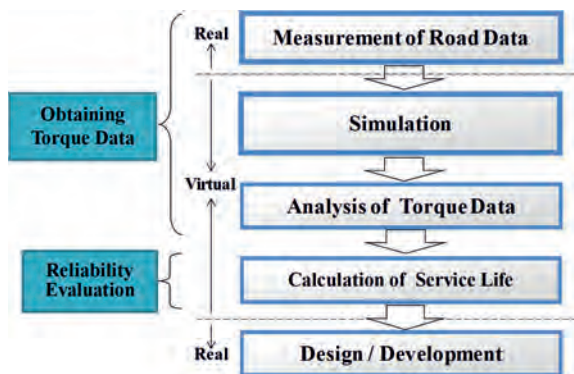 Real
Measurement of Road Data
Obtaining
Torque Data
Simulation
Virtual
Analysis of Torque Data
Reliability
Evaluation
Calculation of Service Life
Real
Design / Development